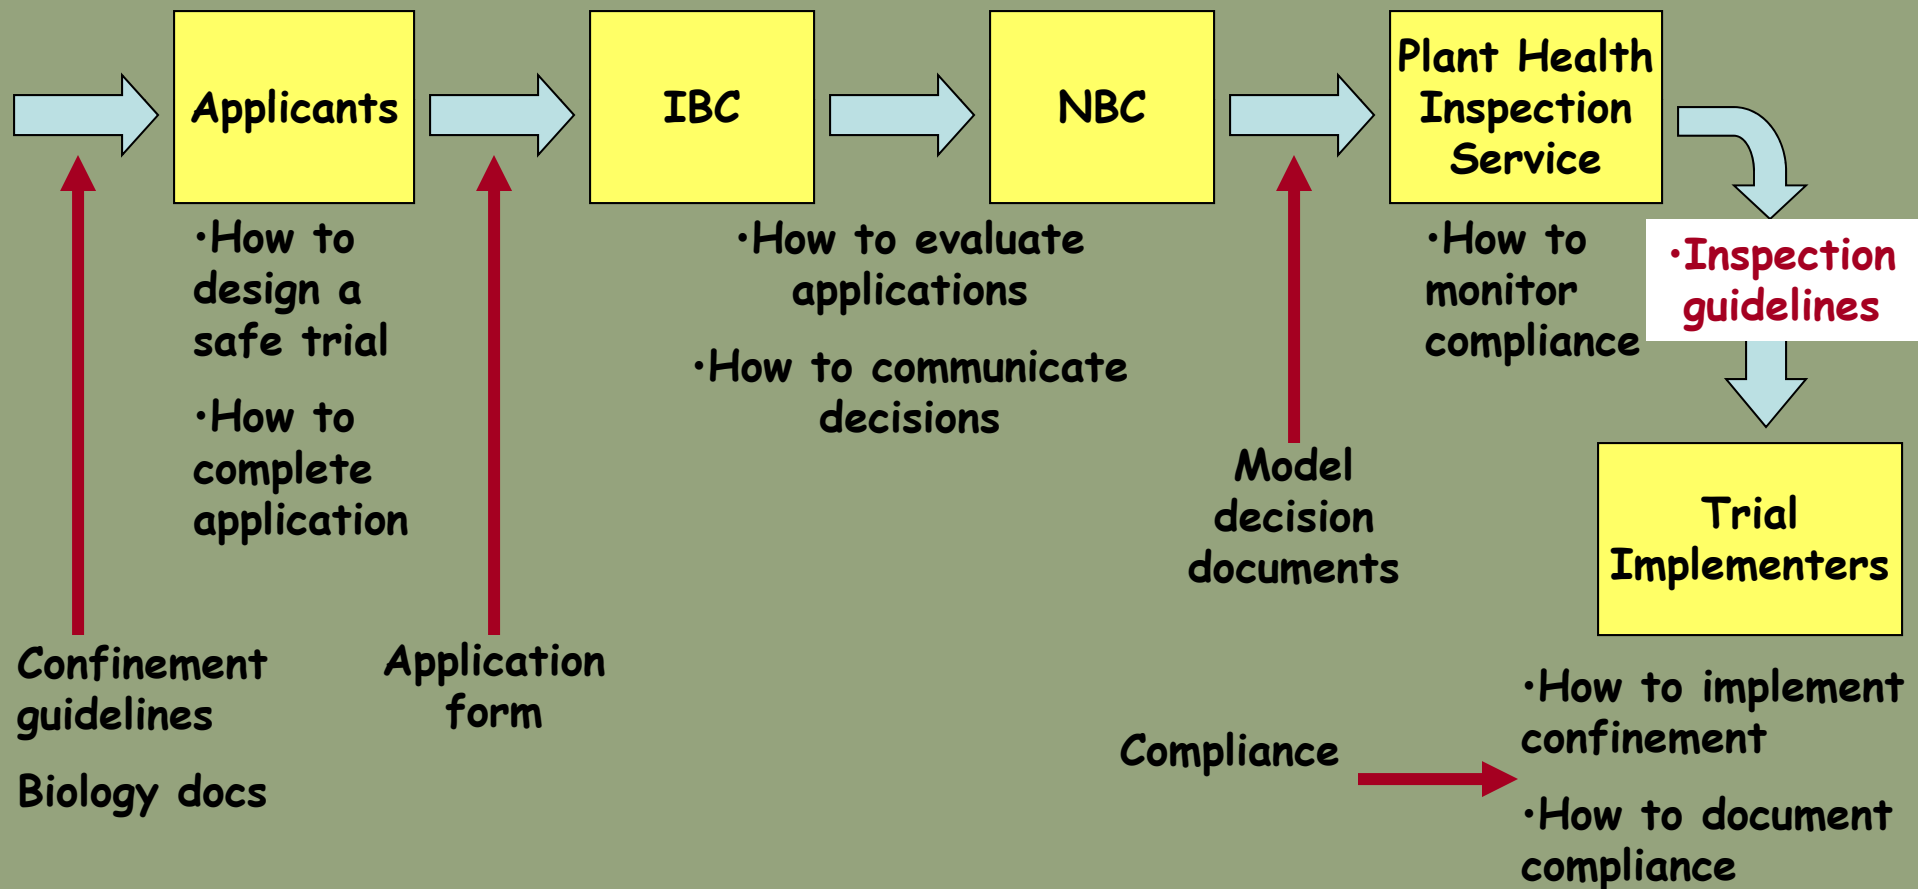 Applicants
IBC
NBC
Plant Health
Inspection
Service
•How to
design a
safe trial
•How to
complete
application
•How to evaluate
applications
•How to communicate
decisions
•How to
monitor
compliance
•Inspection
guidelines
Model
decision
documents
Trial
Implementers
Confinement
guidelines
Biology docs
Application
form
Compliance
•How to implement
confinement
•How to document
compliance